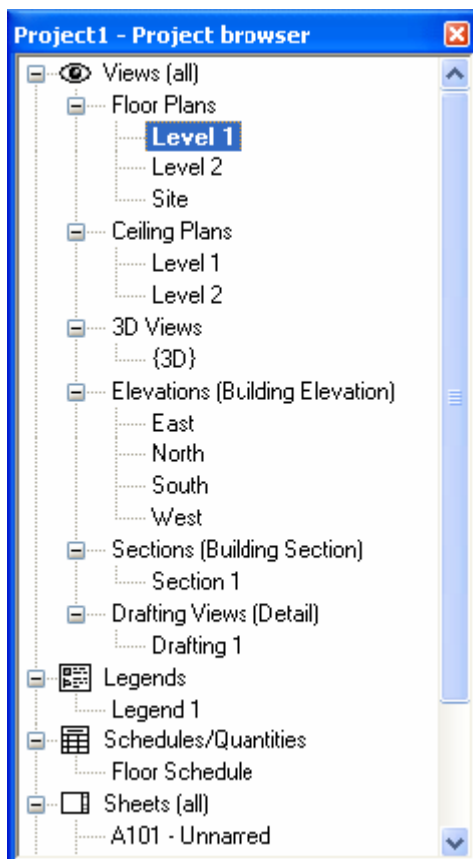 Project1 - Project browser
Views (all)
Floor Plans
Level 1
Level 2
Site
Ceiling Plans
Level 1
Level 2
3D Views
{3D}
Elevations (Building Elevation)
East
North
South
West
Sections (Building Section)
Section 1
Drafting Views (Detail)
Drafting 1
Legends
Legend 1
Schedules/Quantities
Floor Schedule
Sheets (all)
A101 - Unnarred